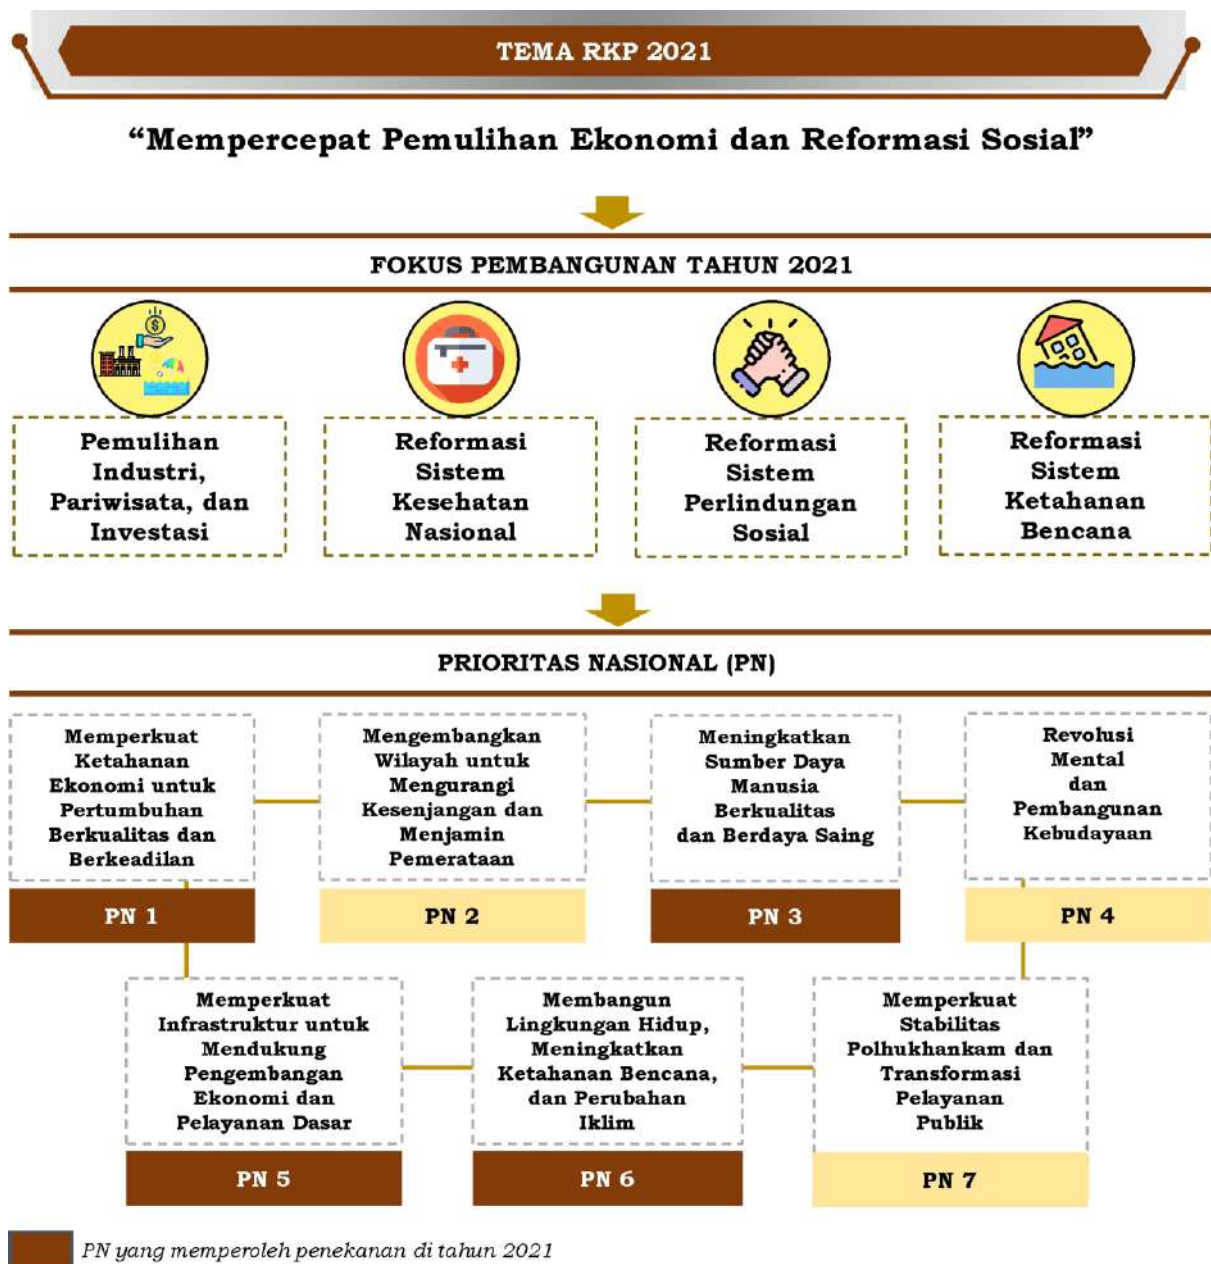 TEMA RKP 2021
“Mempercepat Pemulihan Ekonomi dan Reformasi Sosial”
FOKUS PEMBANGUNAN TAHUN 2021
$
Pemulihan
Industri,
Pariwisata, dan
Investasi
Reformasi
Sistem
Kesehatan
Nasional
Reformasi
Sistem
Perlindungan
Sosial
Reformasi
Sistem
Ketahanan
Bencana
PRIORITAS NASIONAL (PN)
Memperkuat
Ketahanan
Ekonomi untuk
Pertumbuhan
Berkualitas dan
Berkeadilan
PN 1
Mengembangkan
Wilayah untuk
Mengurangi
Kesenjangan dan
Menjamin
Pemerataan
PN 2
Meningkatkan
Sumber Daya
Manusia
Berkualitas
dan Berdaya Saing
PN 3
Revolusi
Mental
dan
Pembangunan
Kebudayaan
PN 4
Memperkuat
Infrastruktur untuk
Mendukung
Pengembangan
Ekonomi dan
Pelayanan Dasar
PN 5
Membangun
Lingkungan Hidup,
Meningkatkan
Ketahanan Bencana,
dan Perubahan
Iklim
PN 6
Memperkuat
Stabilitas
Polhukhankam dan
Transformasi
Pelayanan
Publik
PN 7
PN yang memperoleh penekanan di tahun 2021